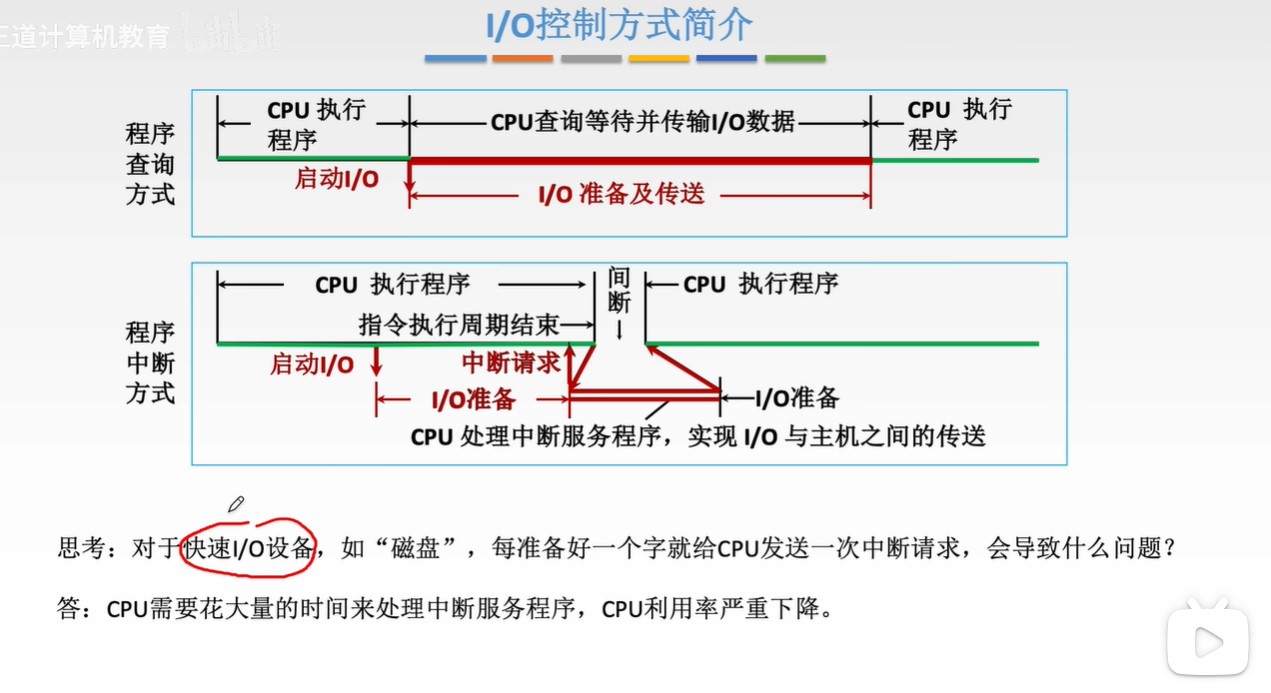 王道计算机教育
I/O控制方式简介
程序
查询
方式
CPU 执行
程序
CPU查询等待并传输I/O数据
CPU 执行
程序
启动I/O
I/O 准备及传送
程序
中断
方式
CPU 执行程序
间
断
CPU 执行程序
指令执行周期结束
启动I/O
中断请求
I/O准备
I/O准备
CPU 处理中断服务程序，实现 I/O 与主机之间的传送
思考：对于快速I/O设备，如“磁盘”，每准备好一个字就给CPU发送一次中断请求，会导致什么问题？
答：CPU需要花大量的时间来处理中断服务程序，CPU利用率严重下降。